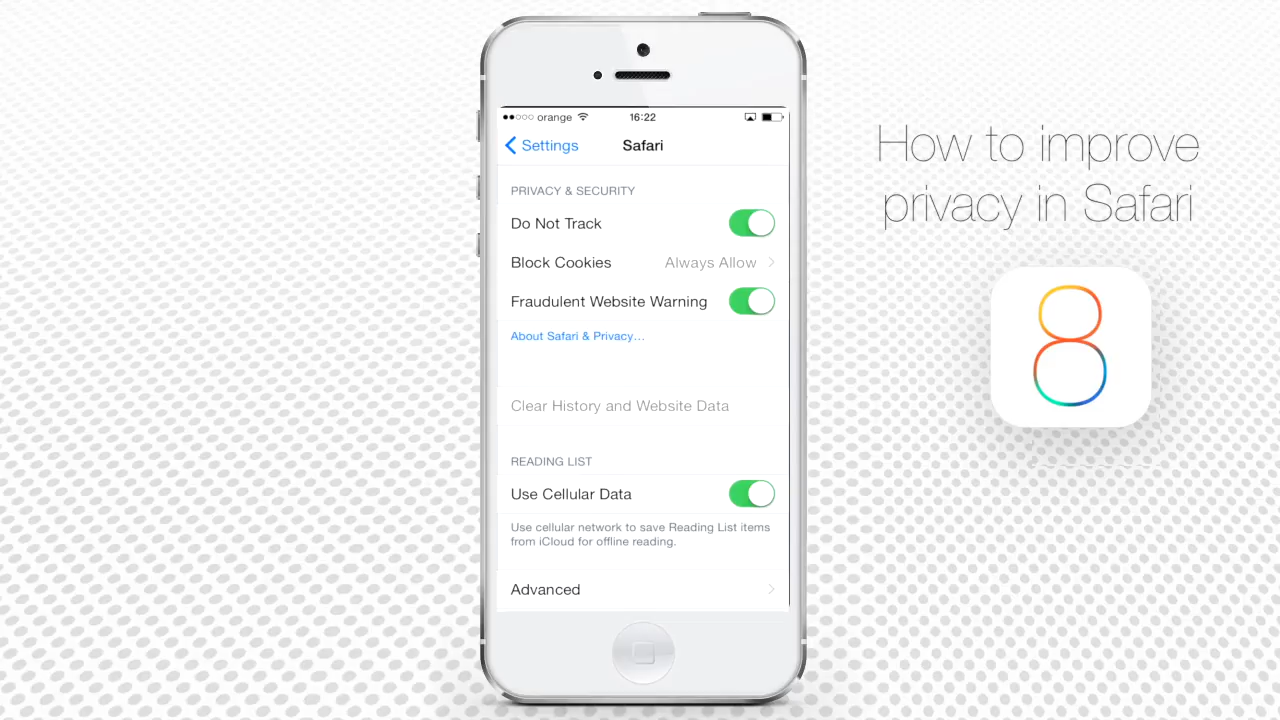 orange 16:22
Settings Safari
PRIVACY & SECURITY
Do Not Track
Block Cookies Always Allow
Fraudulent Website Warning
About Safari & Privacy...
Clear History and Website Data
READING LIST
Use Cellular Data
Use cellular network to save Reading List items
from iCloud for offline reading.
Advanced
How to improve
privacy in Safari
8